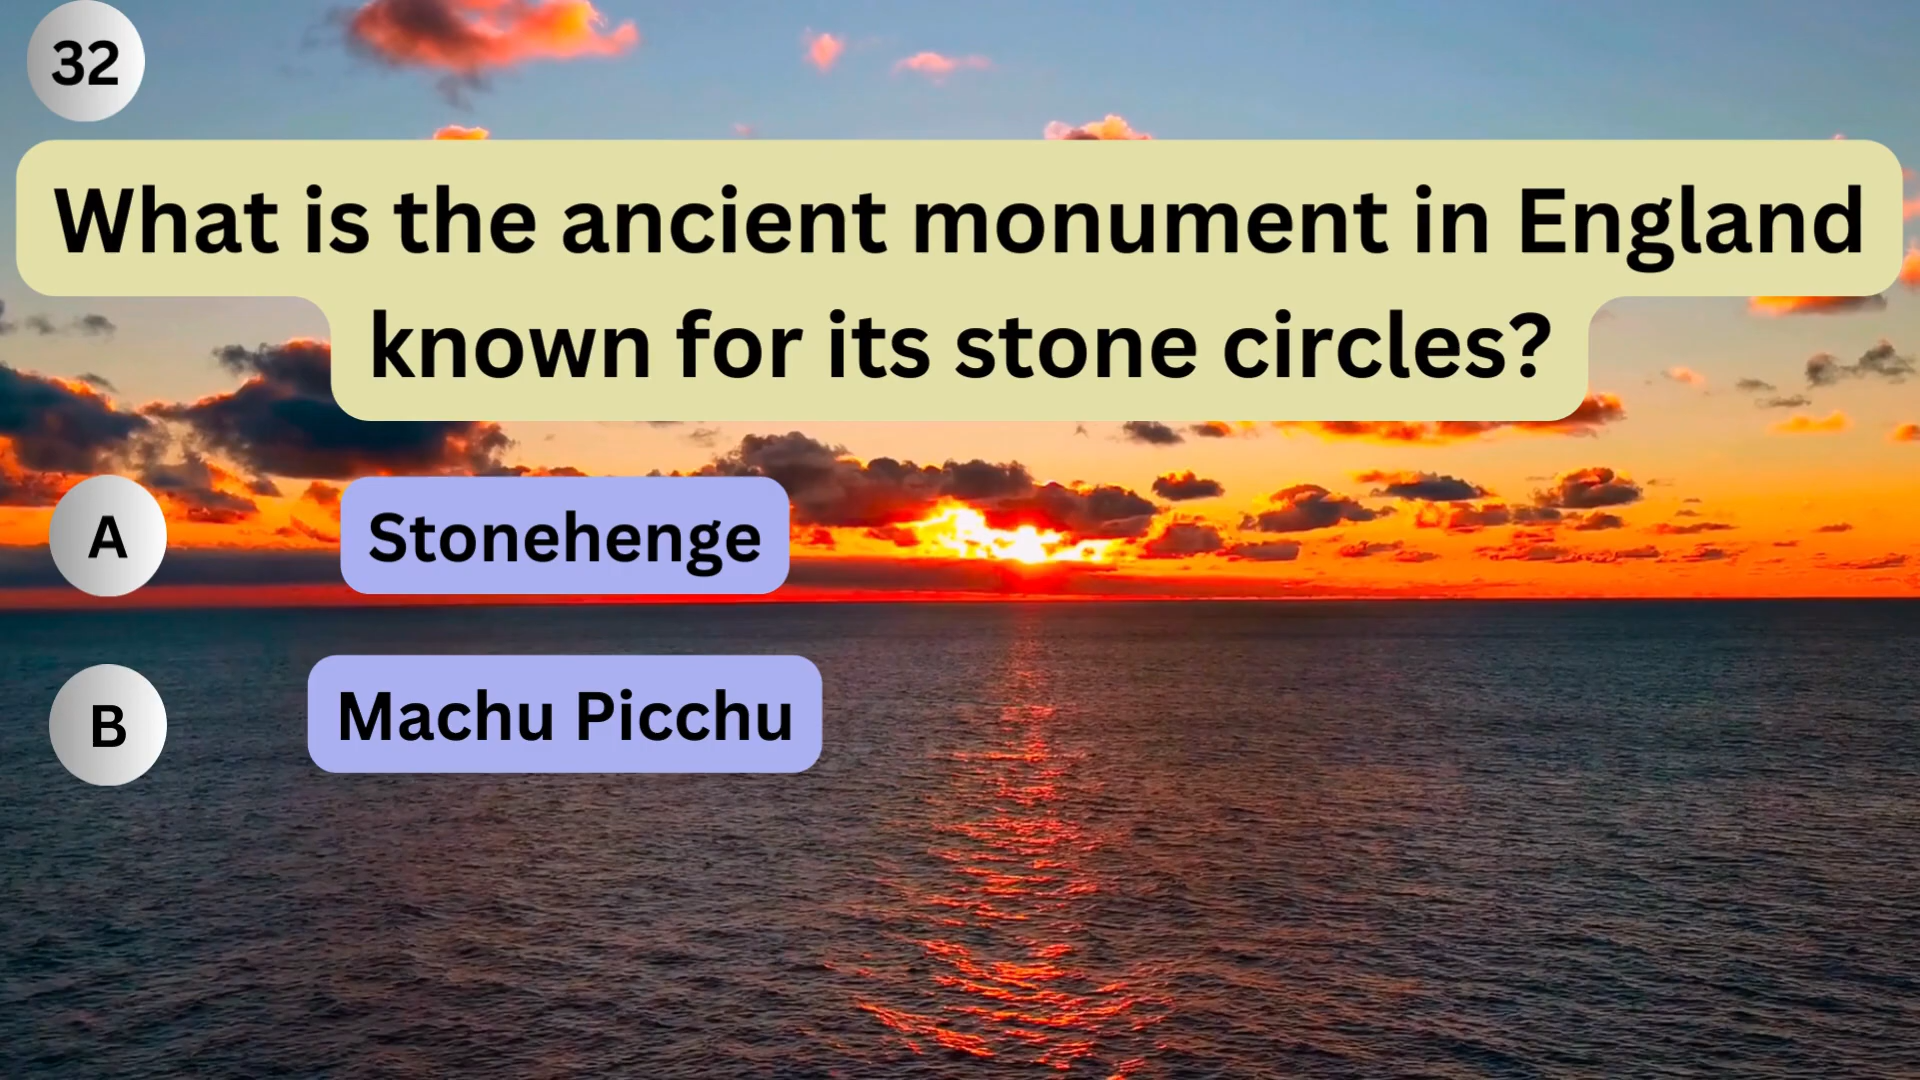 32
What is the ancient monument in England
known for its stone circles?
A
Stonehenge
B
Machu Picchu